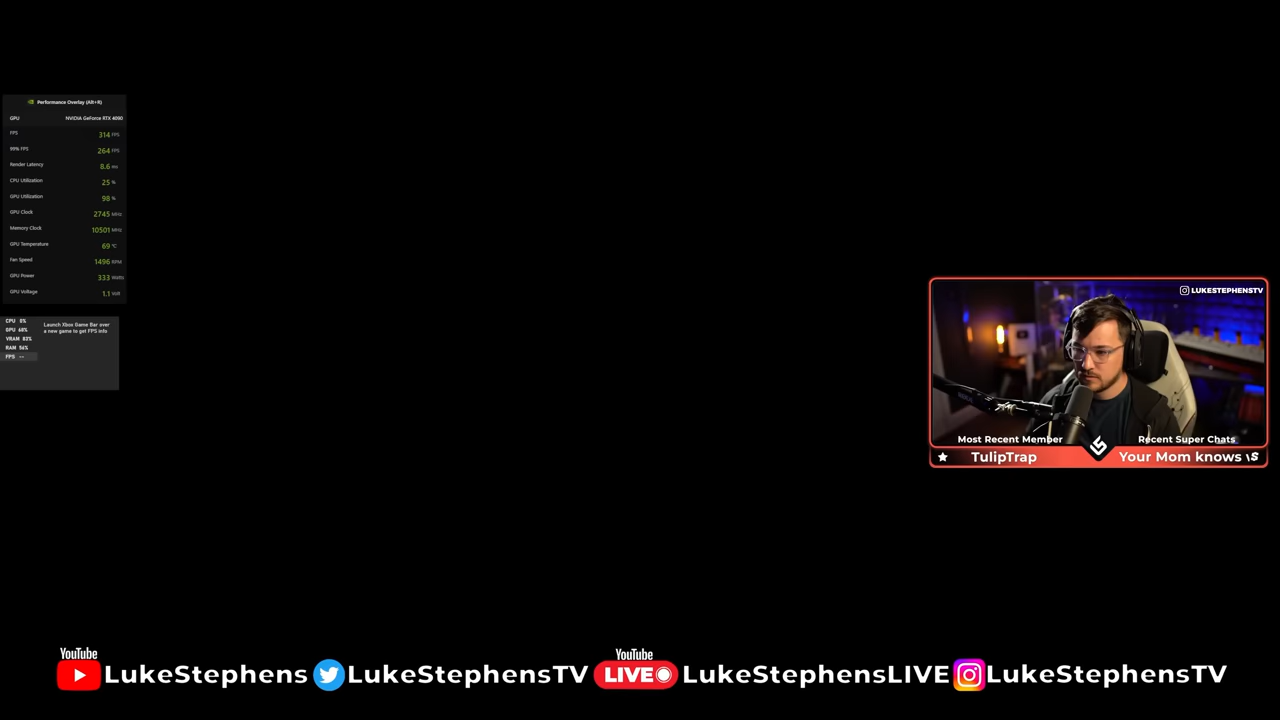 Performance Overlay (Alt+R)
GPU NVIDIA GeForce RTX 4090
FPS 314 FPS
99% FPS 264 FPS
Render Latency 8.6 ms
CPU Utilization 25 %
GPU Utilization 98 %
GPU Clock 2745 MHz
Memory Clock 10501 MHz
GPU Temperature 69 °C
Fan Speed 1496 RPM
GPU Power 333 Watts
GPU Voltage 1.1 Volt
CPU 8%
GPU 68%
VRAM 83%
RAM 56%
FPS --
Launch Xbox Game Bar over
a new game to get FPS info
LUKESTEPHENSTV
Most Recent Member Recent Super Chats
TulipTrap Your Mom knows
YouTube YouTube
LukeStephens LukeStephensTV LIVE LukeStephensLIVE LukeStephensTV